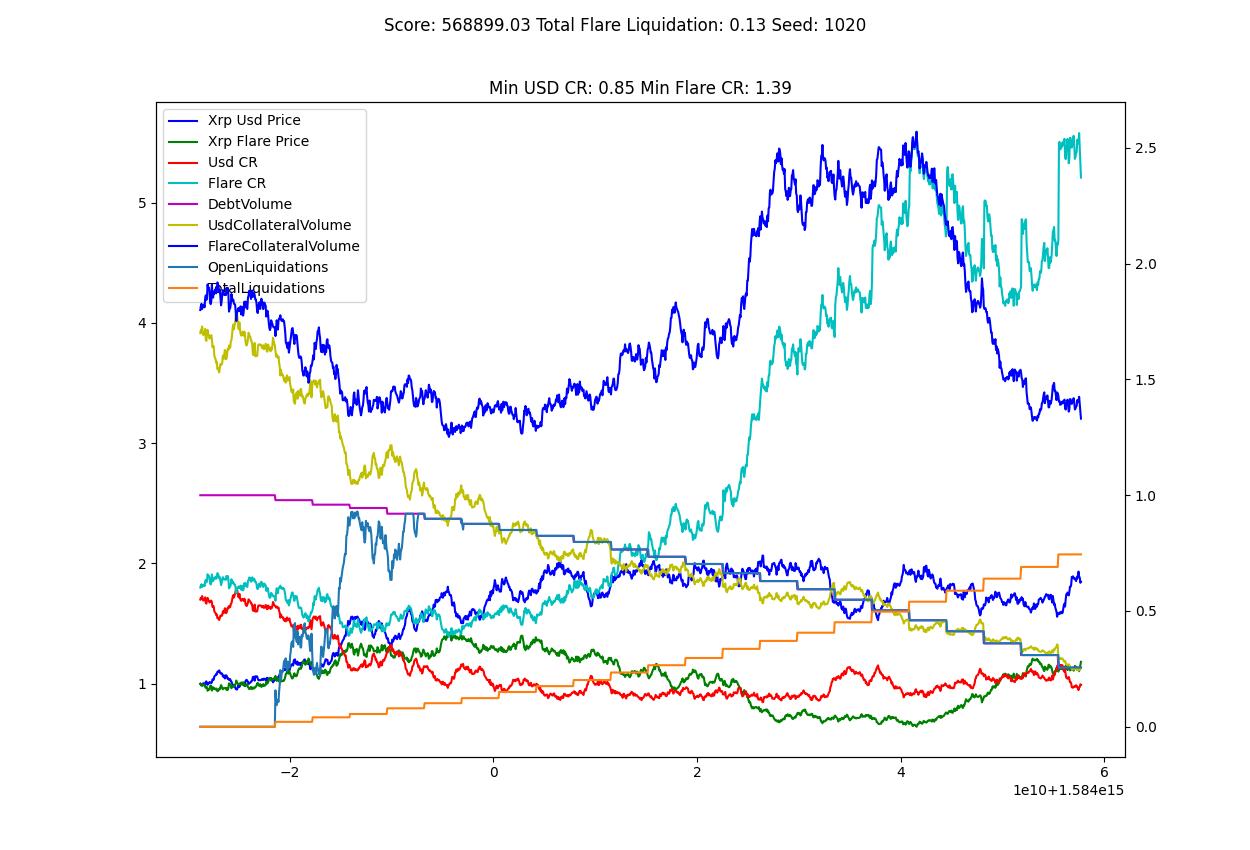 Score: 568899.03 Total Flare Liquidation: 0.13 Seed: 1020
Min USD CR: 0.85 Min Flare CR: 1.39
Xrp Usd Price
Xrp Flare Price
Usd CR
Flare CR
DebtVolume
UsdCollateralVolume
FlareCollateralVolume
OpenLiquidations
TotalLiquidations
5
4
3
2
1
2.5
2.0
1.5
1.0
0.5
0.0
−2
0
2
4
6
1e10+1.584e15